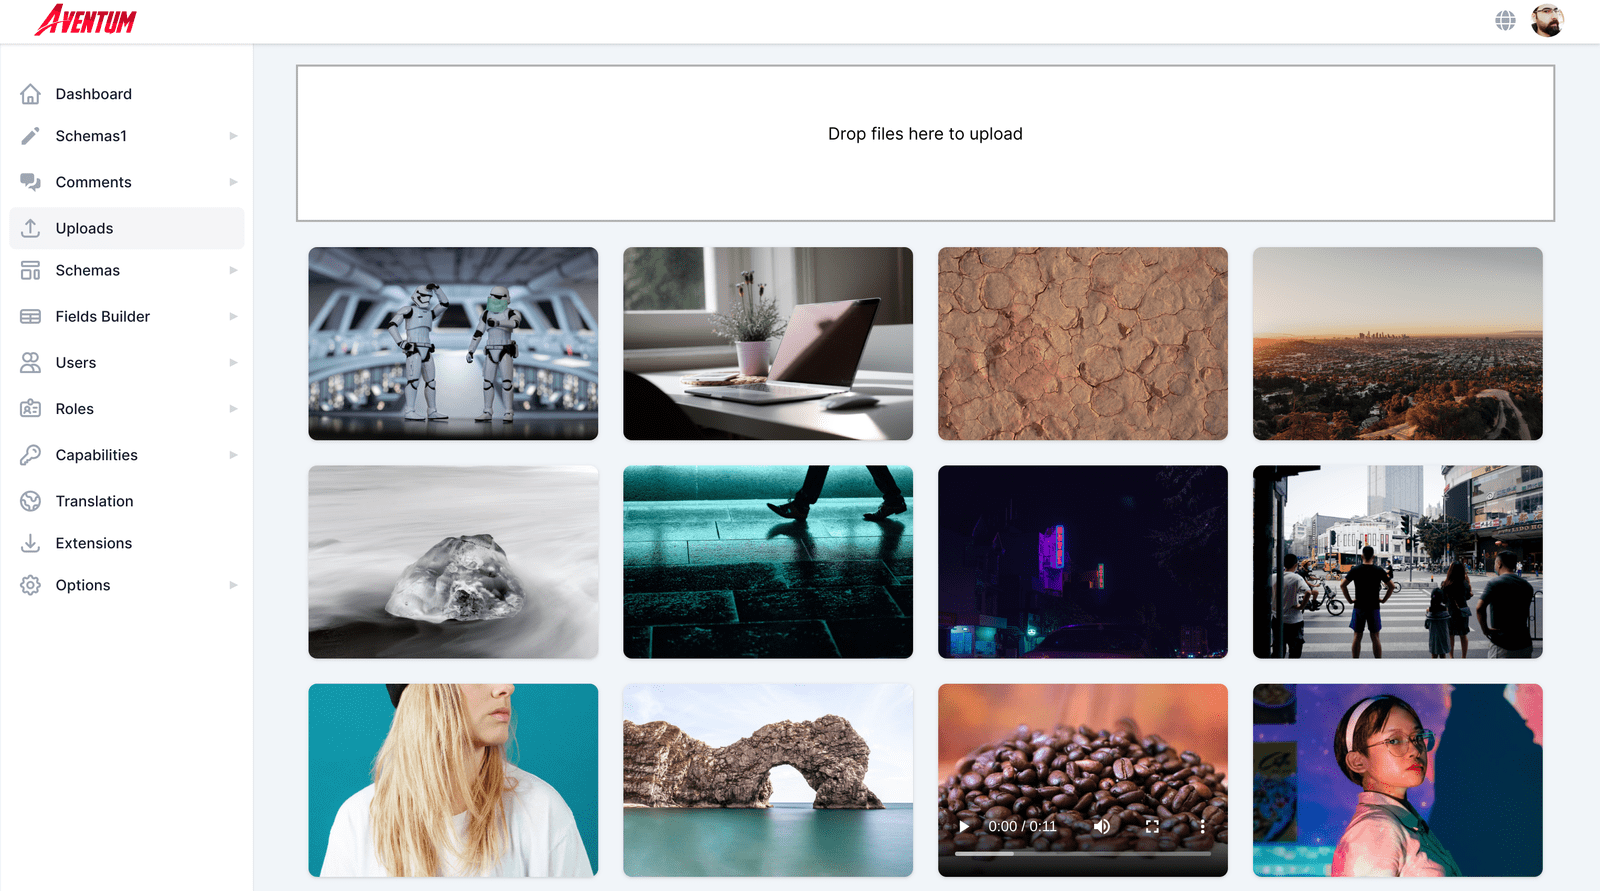 AVENTUM
Dashboard
Schemas1
Comments
Uploads
Schemas
Fields Builder
Users
Roles
Capabilities
Translation
Extensions
Options
Drop files here to upload
0:00 / 0:11